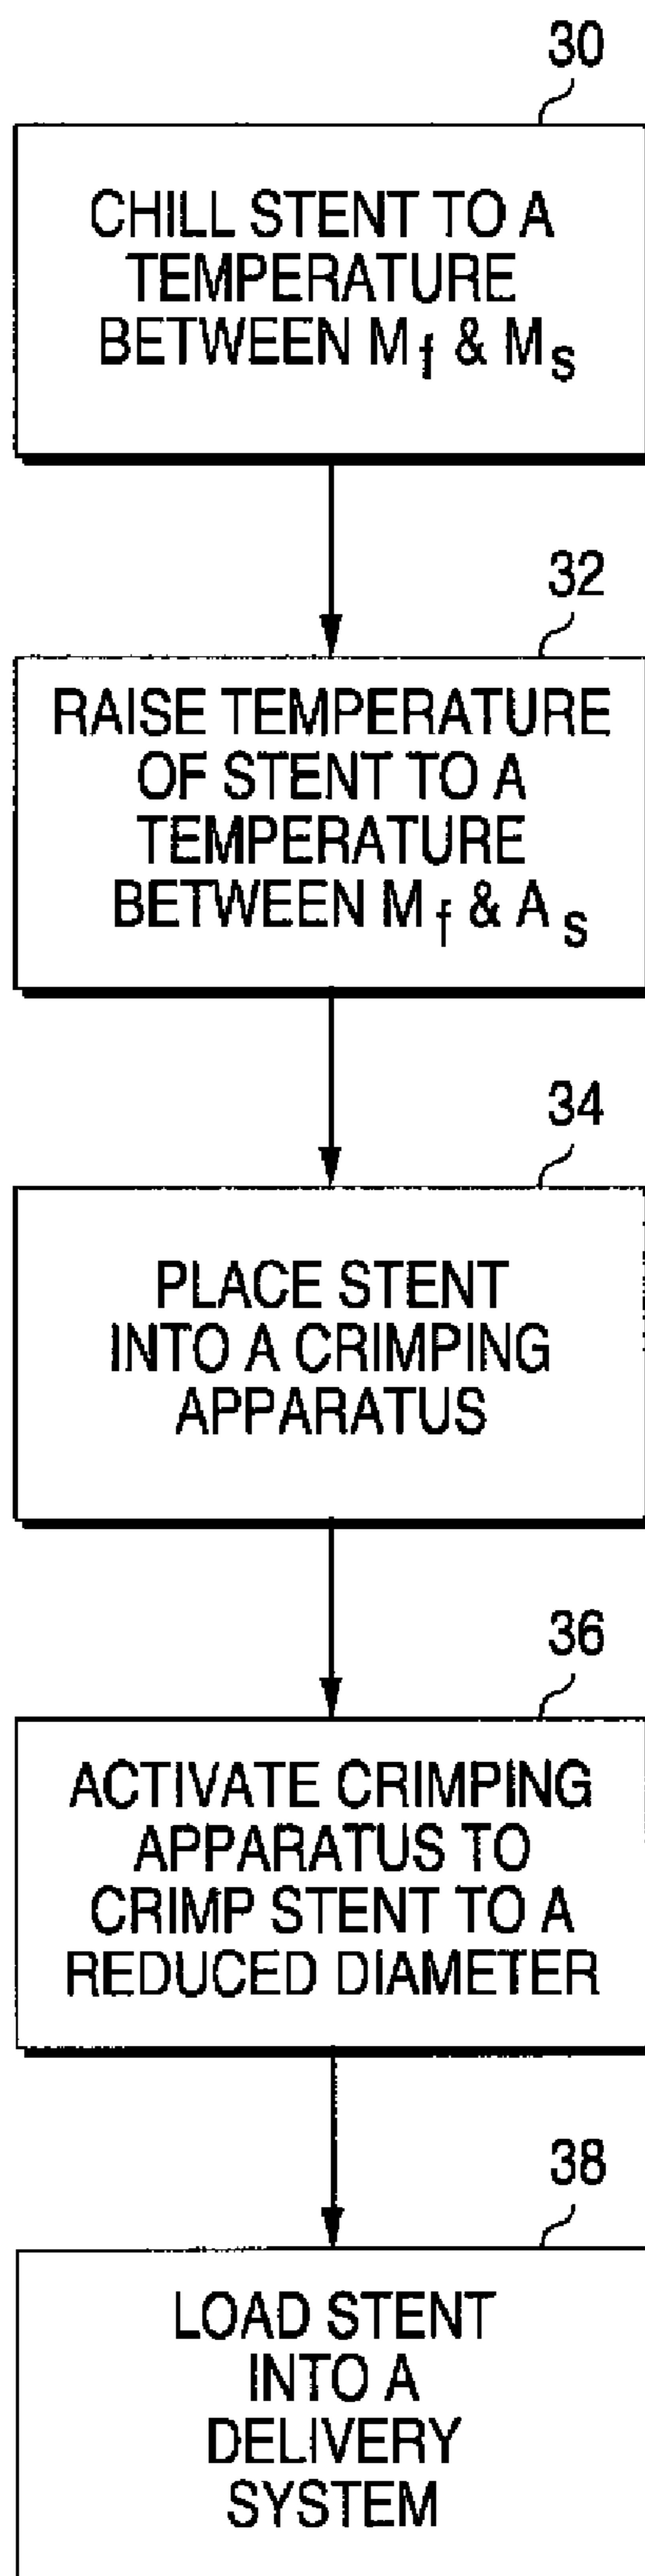 30
CHILL STENT TO A
TEMPERATURE
BETWEEN Mf & Ms
32
RAISE TEMPERATURE
OF STENT TO A
TEMPERATURE
BETWEEN Mf & As
34
PLACE STENT
INTO A CRIMPING
APPARATUS
36
ACTIVATE CRIMPING
APPARATUS TO
CRIMP STENT TO A
REDUCED DIAMETER
38
LOAD STENT
INTO A
DELIVERY
SYSTEM